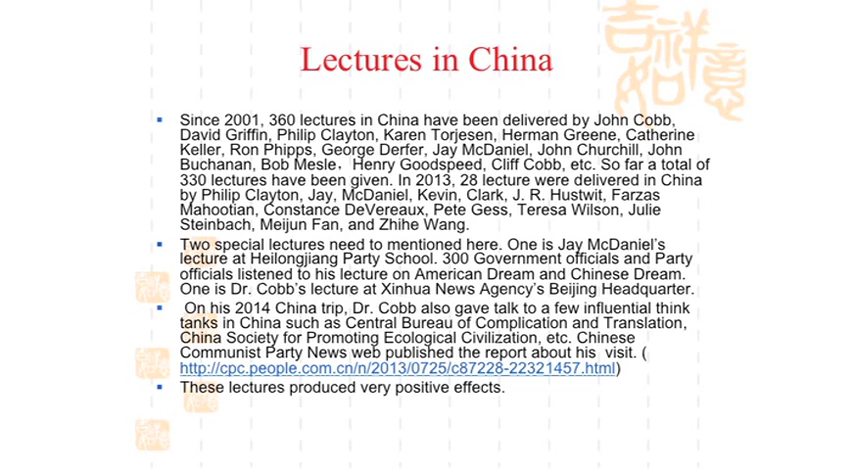 吉祥
如意
Lectures in China
Since 2001, 360 lectures in China have been delivered by John Cobb,
David Griffin, Philip Clayton, Karen Torjesen, Herman Greene, Catherine
Keller, Ron Phipps, George Derfer, Jay McDaniel, John Churchill, John
Buchanan, Bob Mesle，Henry Goodspeed, Cliff Cobb, etc. So far a total of
330 lectures have been given. In 2013, 28 lecture were delivered in China
by Philip Clayton, Jay, McDaniel, Kevin, Clark, J. R. Hustwit, Farzas
Mahootian, Constance DeVereaux, Pete Gess, Teresa Wilson, Julie
Steinbach, Meijun Fan, and Zhihe Wang.
Two special lectures need to mentioned here. One is Jay McDaniel's
lecture at Heilongjiang Party School. 300 Government officials and Party
officials listened to his lecture on American Dream and Chinese Dream.
One is Dr. Cobb's lecture at Xinhua News Agency's Beijing Headquarter.
On his 2014 China trip, Dr. Cobb also gave talk to a few influential think
tanks in China such as Central Bureau of Complication and Translation,
China Society for Promoting Ecological Civilization, etc. Chinese
Communist Party News web published the report about his visit. (
http://cpc.people.com.cn/n/2013/0725/c87228-22321457.html)
These lectures produced very positive effects.